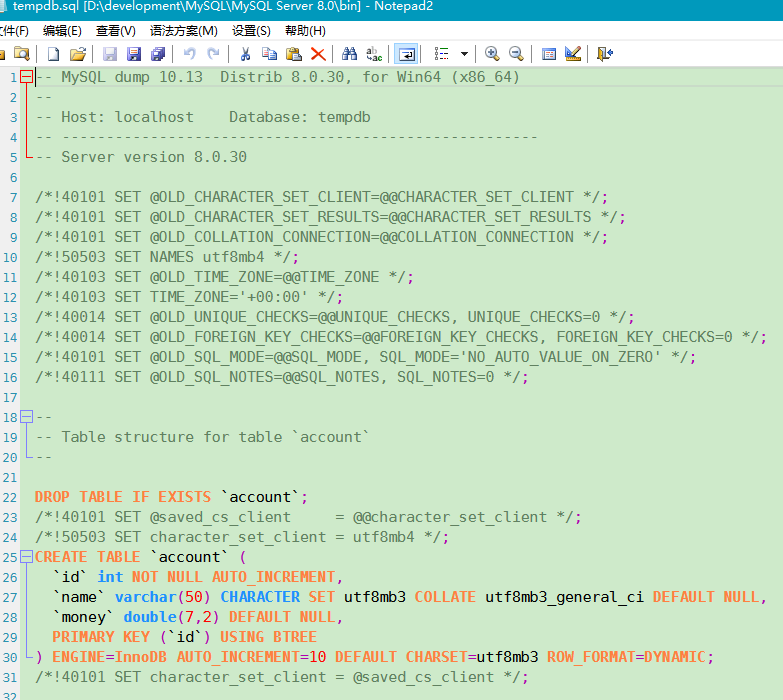 tempdb.sql [D:\development\MySQL\MySQL Server 8.0\bin] - Notepad2
文件(F) 编辑(E) 查看(V) 语法方案(M) 设置(S) 帮助(H)
1 -- MySQL dump 10.13  Distrib 8.0.30, for Win64 (x86_64)
2 --
3 -- Host: localhost    Database: tempdb
4 -- ------------------------------------------------------
5 -- Server version 8.0.30
6
7 /*!40101 SET @OLD_CHARACTER_SET_CLIENT=@@CHARACTER_SET_CLIENT */;
8 /*!40101 SET @OLD_CHARACTER_SET_RESULTS=@@CHARACTER_SET_RESULTS */;
9 /*!40101 SET @OLD_COLLATION_CONNECTION=@@COLLATION_CONNECTION */;
10 /*!50503 SET NAMES utf8mb4 */;
11 /*!40103 SET @OLD_TIME_ZONE=@@TIME_ZONE */;
12 /*!40103 SET TIME_ZONE='+00:00' */;
13 /*!40014 SET @OLD_UNIQUE_CHECKS=@@UNIQUE_CHECKS, UNIQUE_CHECKS=0 */;
14 /*!40014 SET @OLD_FOREIGN_KEY_CHECKS=@@FOREIGN_KEY_CHECKS, FOREIGN_KEY_CHECKS=0 */;
15 /*!40101 SET @OLD_SQL_MODE=@@SQL_MODE, SQL_MODE='NO_AUTO_VALUE_ON_ZERO' */;
16 /*!40111 SET @OLD_SQL_NOTES=@@SQL_NOTES, SQL_NOTES=0 */;
17
18 --
19 -- Table structure for table `account`
20 --
21
22 DROP TABLE IF EXISTS `account`;
23 /*!40101 SET @saved_cs_client     = @@character_set_client */;
24 /*!50503 SET character_set_client = utf8mb4 */;
25 CREATE TABLE `account` (
26   `id` int NOT NULL AUTO_INCREMENT,
27   `name` varchar(50) CHARACTER SET utf8mb3 COLLATE utf8mb3_general_ci DEFAULT NULL,
28   `money` double(7,2) DEFAULT NULL,
29   PRIMARY KEY (`id`) USING BTREE
30 ) ENGINE=InnoDB AUTO_INCREMENT=10 DEFAULT CHARSET=utf8mb3 ROW_FORMAT=DYNAMIC;
31 /*!40101 SET character_set_client = @saved_cs_client */;
32